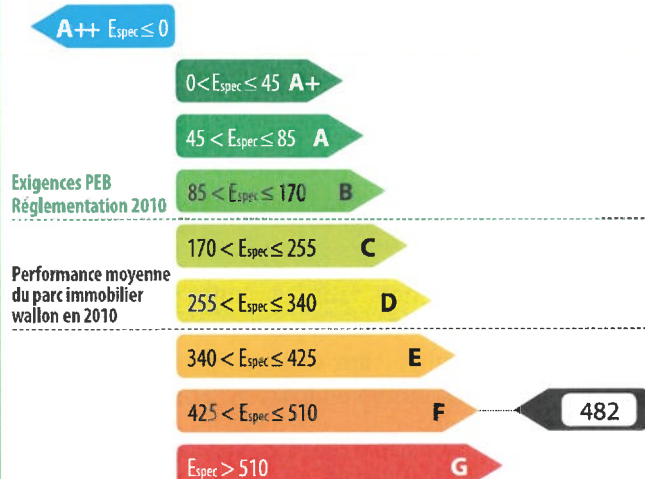 A++ Espec ≤ 0
0 < Espec ≤ 45 A+
45 < Espec ≤ 85 A
Exigences PEB
Réglementation 2010
85 < Espec ≤ 170 B
170 < Espec ≤ 255 C
Performance moyenne
du parc immobilier
wallon en 2010
255 < Espec ≤ 340 D
340 < Espec ≤ 425 E
425 < Espec ≤ 510 F
482
Espec > 510 G